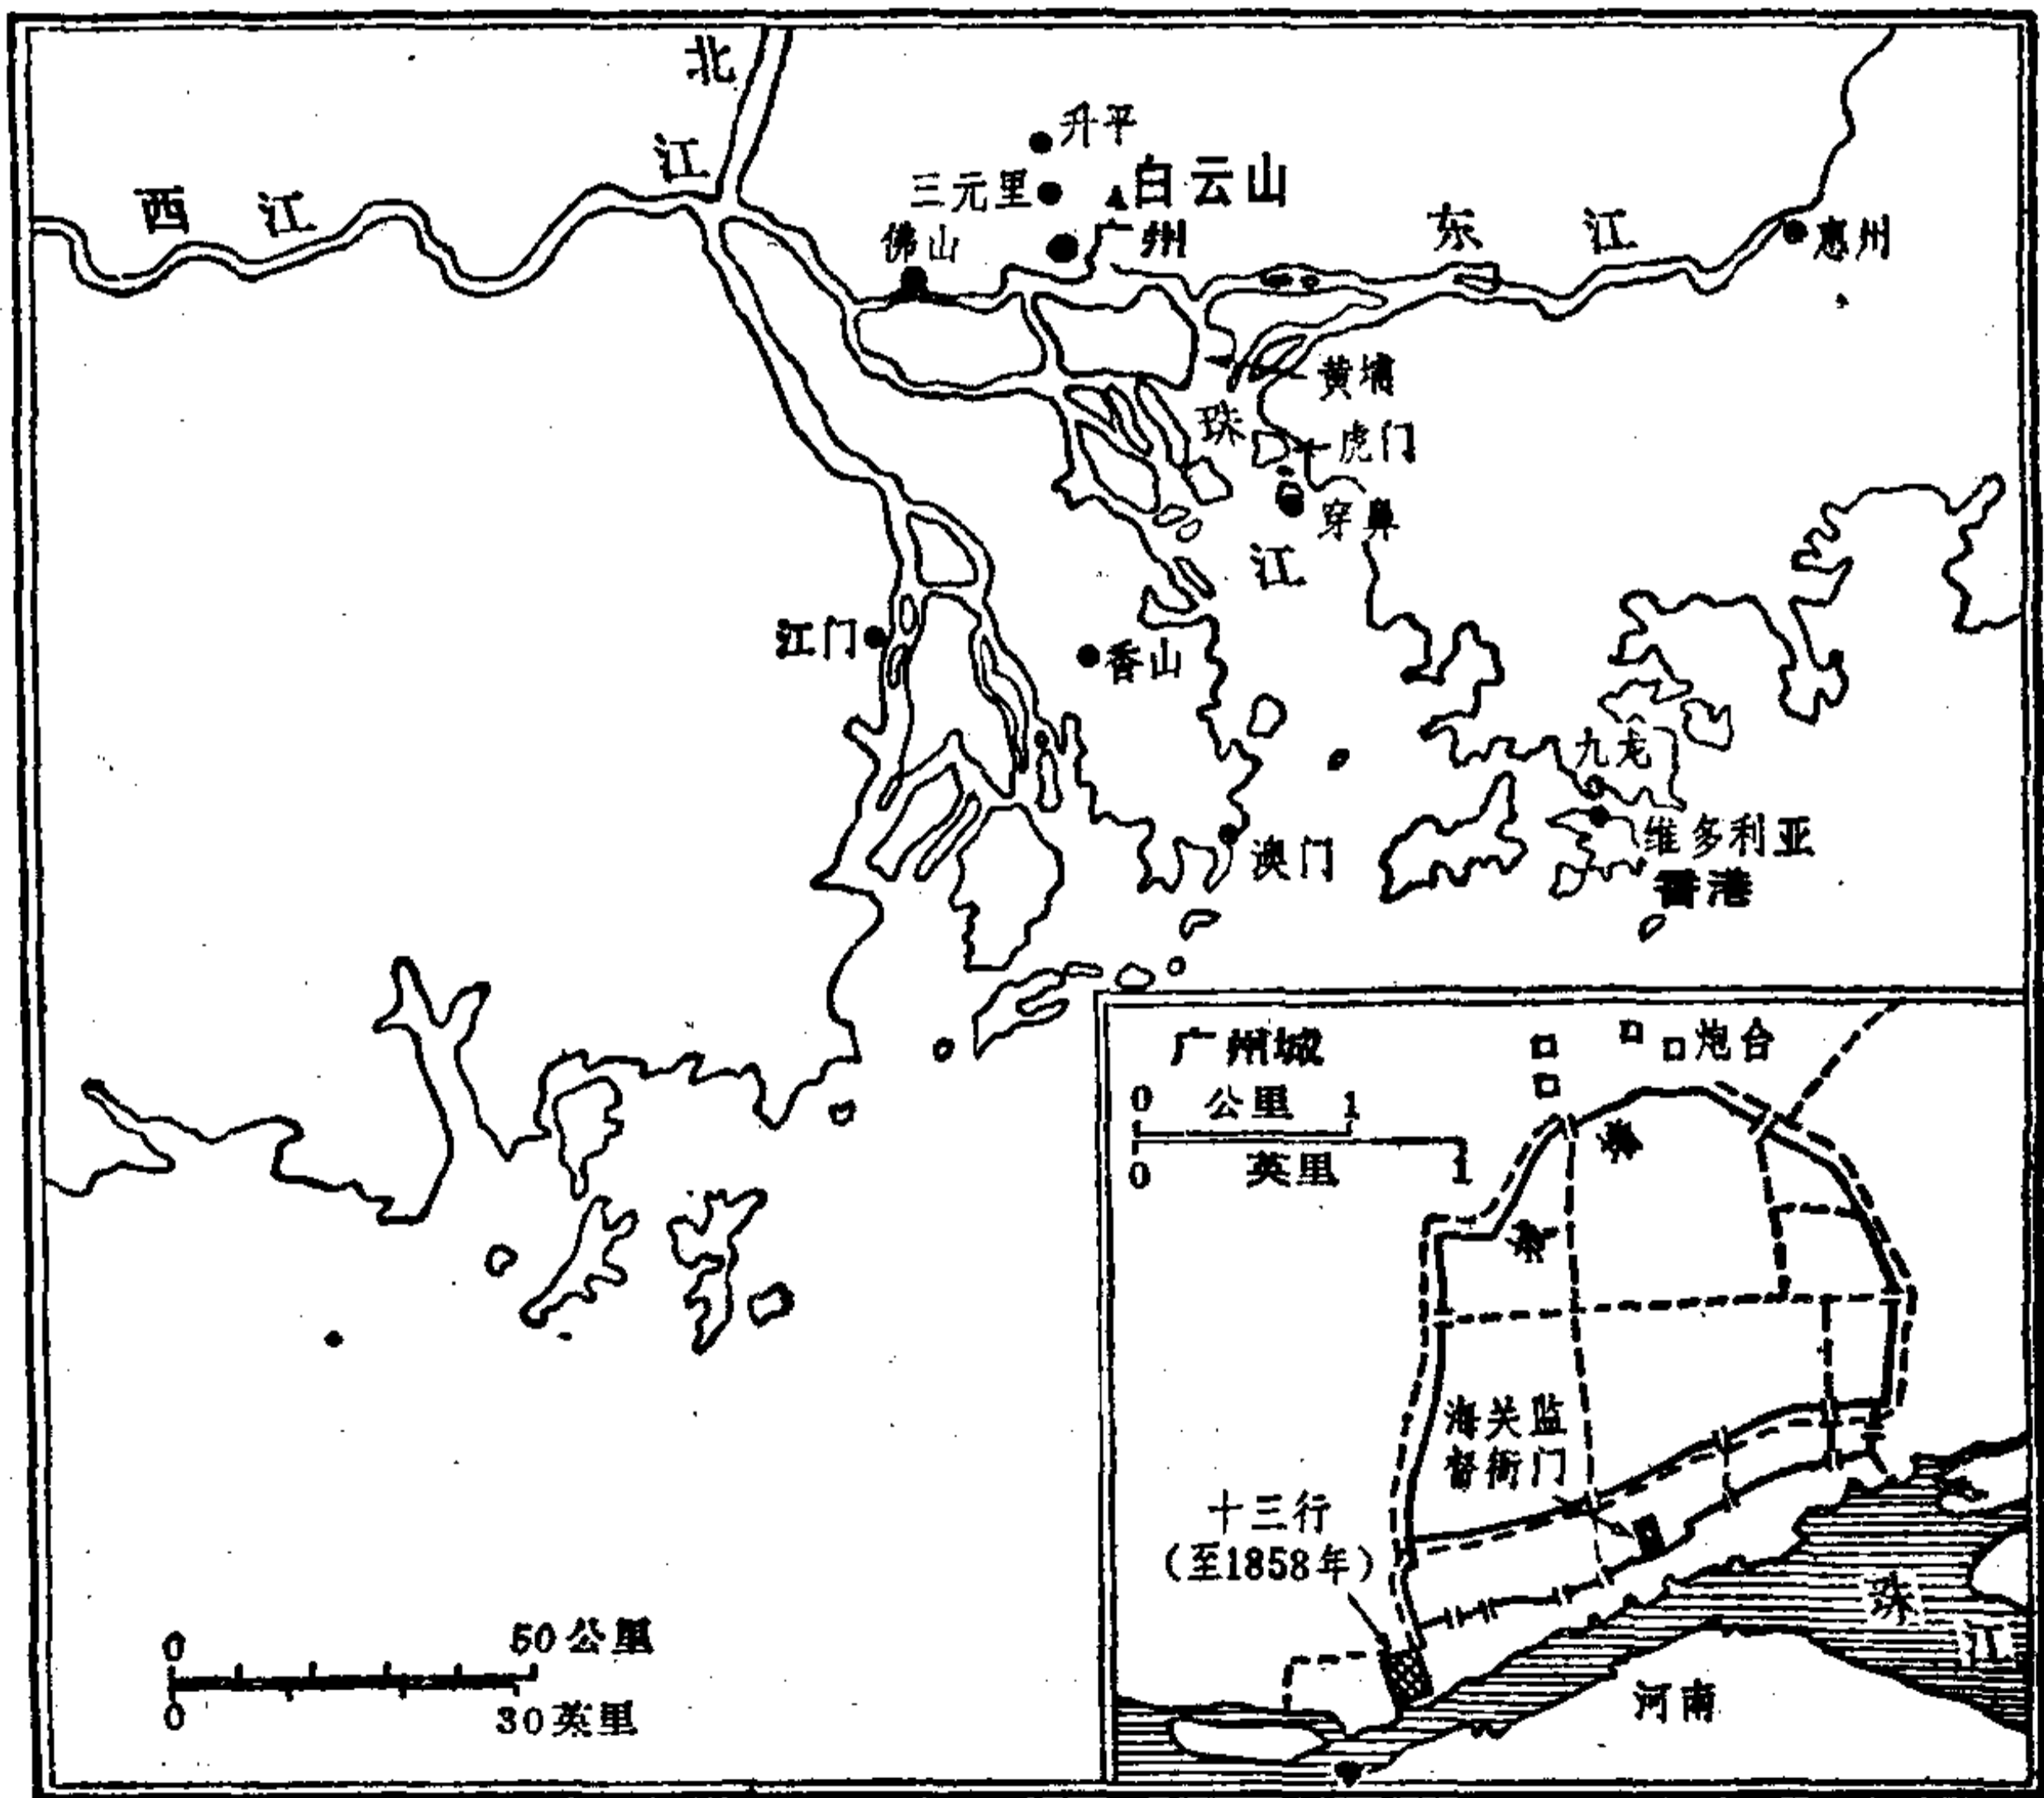 北江
升平
三元里
白云山
西江
佛山
广州
东江
惠州
黄埔
虎门
穿鼻
珠江
江门
香山
九龙
澳门
维多利亚
香港
广州城
炮台
0 公里 1
0 英里 1
海关监
督衙门
十三行
(至1858年)
珠江
河南
0 50公里
0 30英里